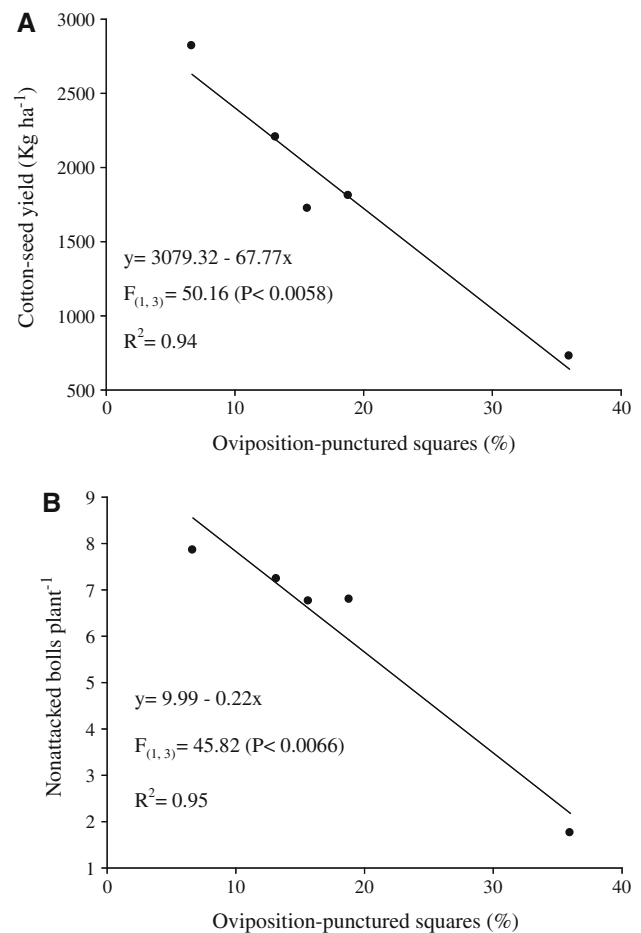 A
3000
2500
2000
1500
1000
500
Cotton-seed yield (Kg ha⁻¹)
y= 3079.32 - 67.77x
F(1, 3) = 50.16 (P< 0.0058)
R²= 0.94
0 10 20 30 40
Oviposition-punctured squares (%)
B
9
8
7
6
5
4
3
2
1
Nonattacked bolls plant⁻¹
y= 9.99 - 0.22x
F(1, 3) = 45.82 (P< 0.0066)
R²= 0.95
0 10 20 30 40
Oviposition-punctured squares (%)